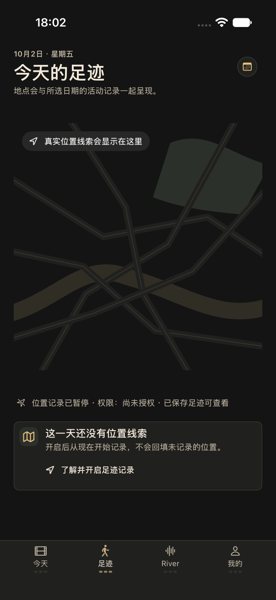 18:02
10月2日 · 星期五
今天的足迹
地点会与所选日期的活动记录一起呈现。
真实位置线索会显示在这里
位置记录已暂停 · 权限：尚未授权 · 已保存足迹可查看
这一天还没有位置线索
开启后从现在开始记录，不会回填未记录的位置。
了解并开启足迹记录
今天 足迹 River 我的